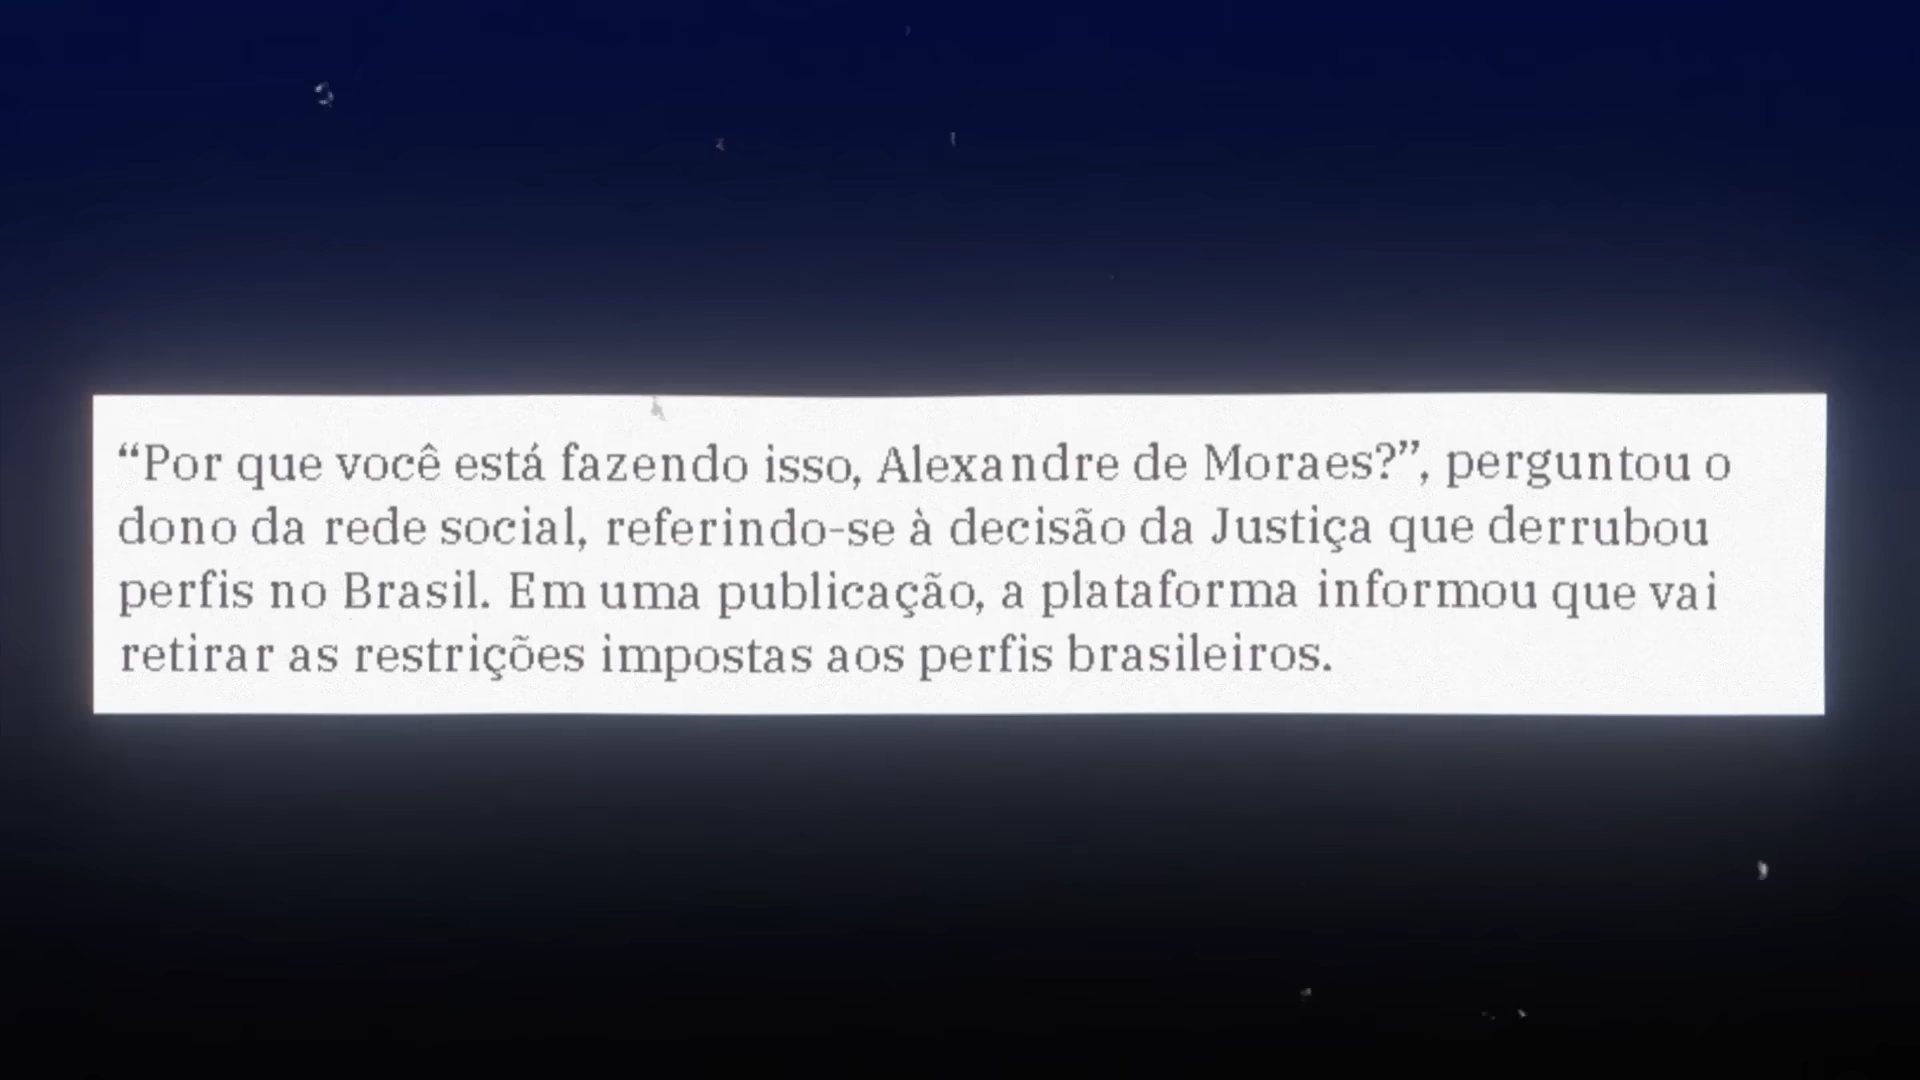 “Por que você está fazendo isso, Alexandre de Moraes?”, perguntou o
dono da rede social, referindo-se à decisão da Justiça que derrubou
perfis no Brasil. Em uma publicação, a plataforma informou que vai
retirar as restrições impostas aos perfis brasileiros.